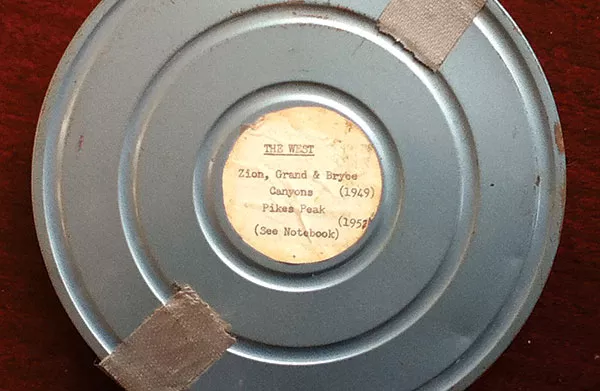 THE WEST
Zion, Grand & Bryce
Canyons (1949)
Pikes Peak
(See Notebook)